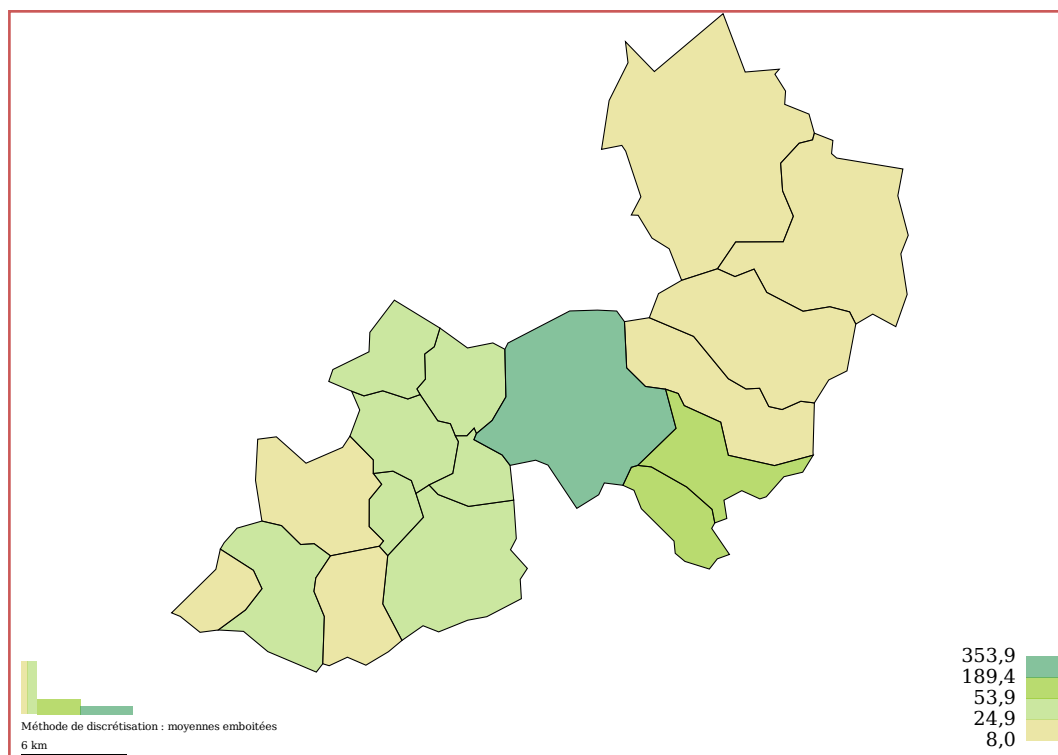 353,9
189,4
53,9
24,9
8,0
Méthode de discrétisation : moyennes emboitées
6 km